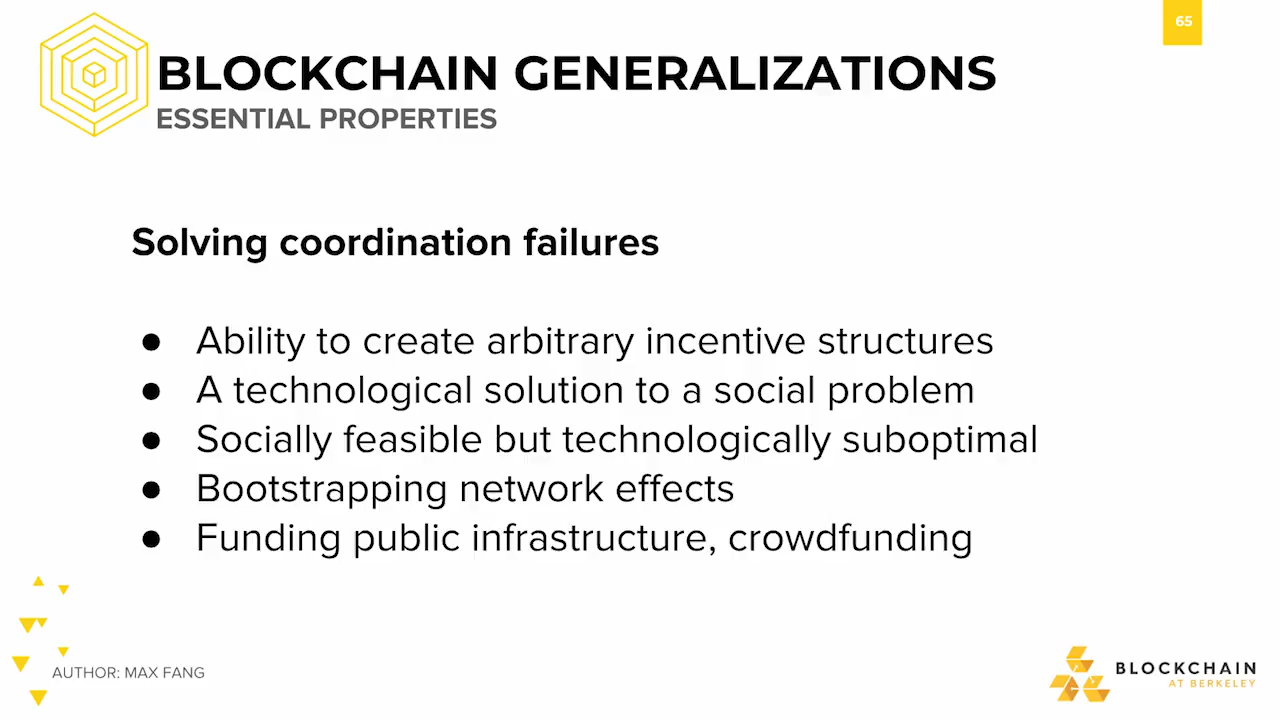 65
BLOCKCHAIN GENERALIZATIONS
ESSENTIAL PROPERTIES
Solving coordination failures
● Ability to create arbitrary incentive structures
● A technological solution to a social problem
● Socially feasible but technologically suboptimal
● Bootstrapping network effects
● Funding public infrastructure, crowdfunding
AUTHOR: MAX FANG
BLOCKCHAIN
AT BERKELEY